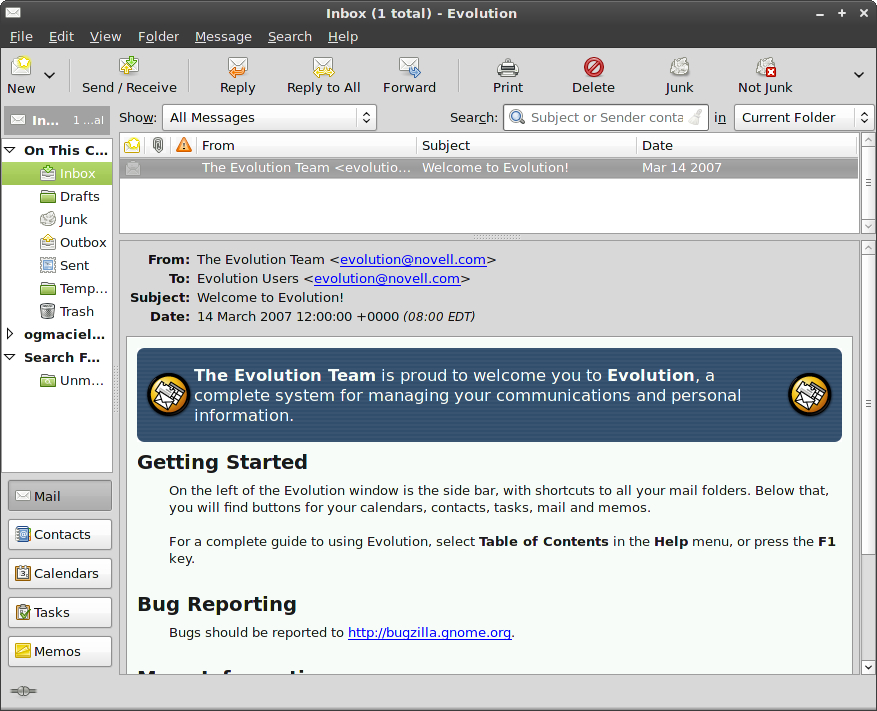 Inbox (1 total) - Evolution
File Edit View Folder Message Search Help
New Send / Receive Reply Reply to All Forward Print Delete Junk Not Junk
In... 1 ...al Show: All Messages Search: Subject or Sender conta in Current Folder
From Subject Date
The Evolution Team <evolutio... Welcome to Evolution! Mar 14 2007
On This C...
Inbox
Drafts
Junk
Outbox
Sent
Temp...
Trash
ogmaciel...
Search F...
Unm...
Mail
Contacts
Calendars
Tasks
Memos
From: The Evolution Team <evolution@novell.com>
To: Evolution Users <evolution@novell.com>
Subject: Welcome to Evolution!
Date: 14 March 2007 12:00:00 +0000 (08:00 EDT)
The Evolution Team is proud to welcome you to Evolution, a
complete system for managing your communications and personal
information.
Getting Started
On the left of the Evolution window is the side bar, with shortcuts to all your mail folders. Below that,
you will find buttons for your calendars, contacts, tasks, mail and memos.
For a complete guide to using Evolution, select Table of Contents in the Help menu, or press the F1
key.
Bug Reporting
Bugs should be reported to http://bugzilla.gnome.org.